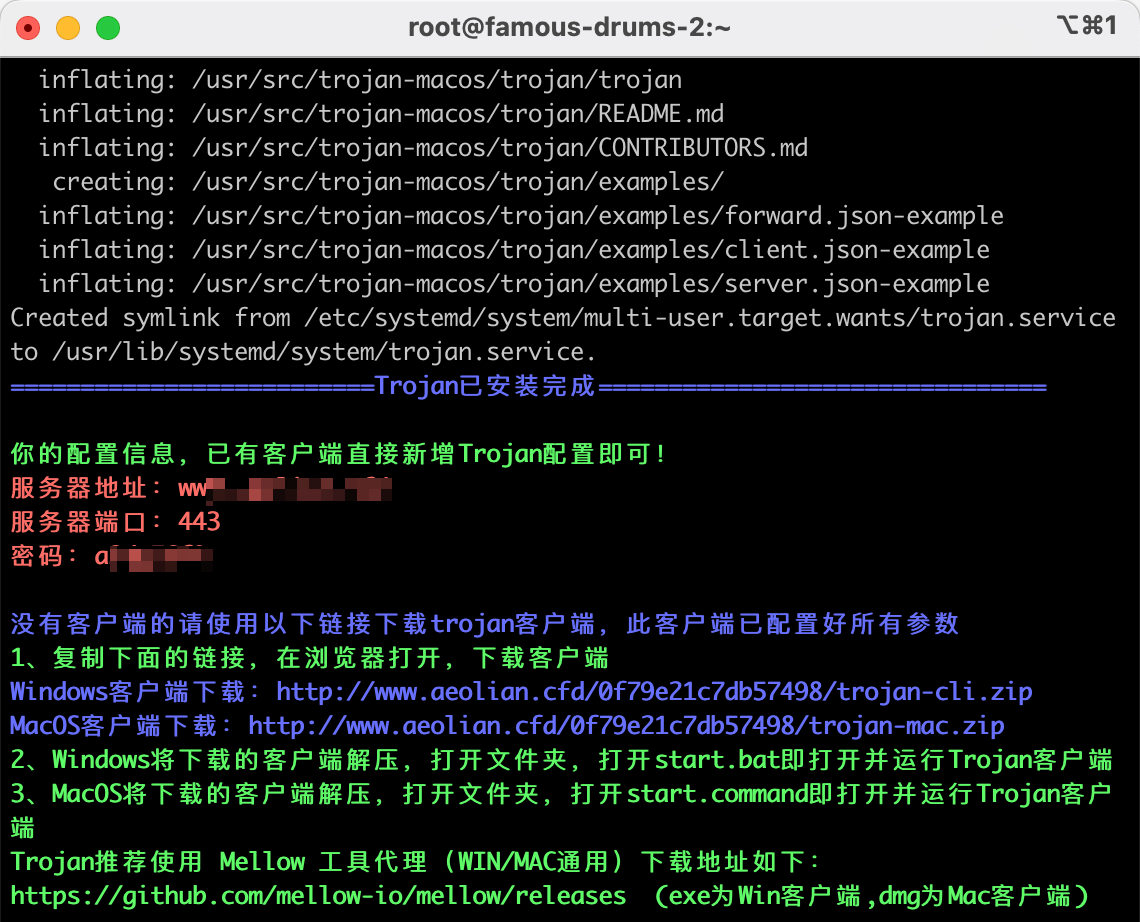 root@famous-drums-2:~ ⌥⌘1
inflating: /usr/src/trojan-macos/trojan/trojan
inflating: /usr/src/trojan-macos/trojan/README.md
inflating: /usr/src/trojan-macos/trojan/CONTRIBUTORS.md
creating: /usr/src/trojan-macos/trojan/examples/
inflating: /usr/src/trojan-macos/trojan/examples/forward.json-example
inflating: /usr/src/trojan-macos/trojan/examples/client.json-example
inflating: /usr/src/trojan-macos/trojan/examples/server.json-example
Created symlink from /etc/systemd/system/multi-user.target.wants/trojan.service
to /usr/lib/systemd/system/trojan.service.
==========================Trojan已安装完成================================
你的配置信息，已有客户端直接新增Trojan配置即可！
服务器地址：ww
服务器端口：443
密码：a
没有客户端的请使用以下链接下载trojan客户端，此客户端已配置好所有参数
1、复制下面的链接，在浏览器打开，下载客户端
Windows客户端下载：http://www.aeolian.cfd/0f79e21c7db57498/trojan-cli.zip
MacOS客户端下载：http://www.aeolian.cfd/0f79e21c7db57498/trojan-mac.zip
2、Windows将下载的客户端解压，打开文件夹，打开start.bat即打开并运行Trojan客户端
3、MacOS将下载的客户端解压，打开文件夹，打开start.command即打开并运行Trojan客户
端
Trojan推荐使用 Mellow 工具代理（WIN/MAC通用）下载地址如下：
https://github.com/mellow-io/mellow/releases （exe为Win客户端,dmg为Mac客户端）